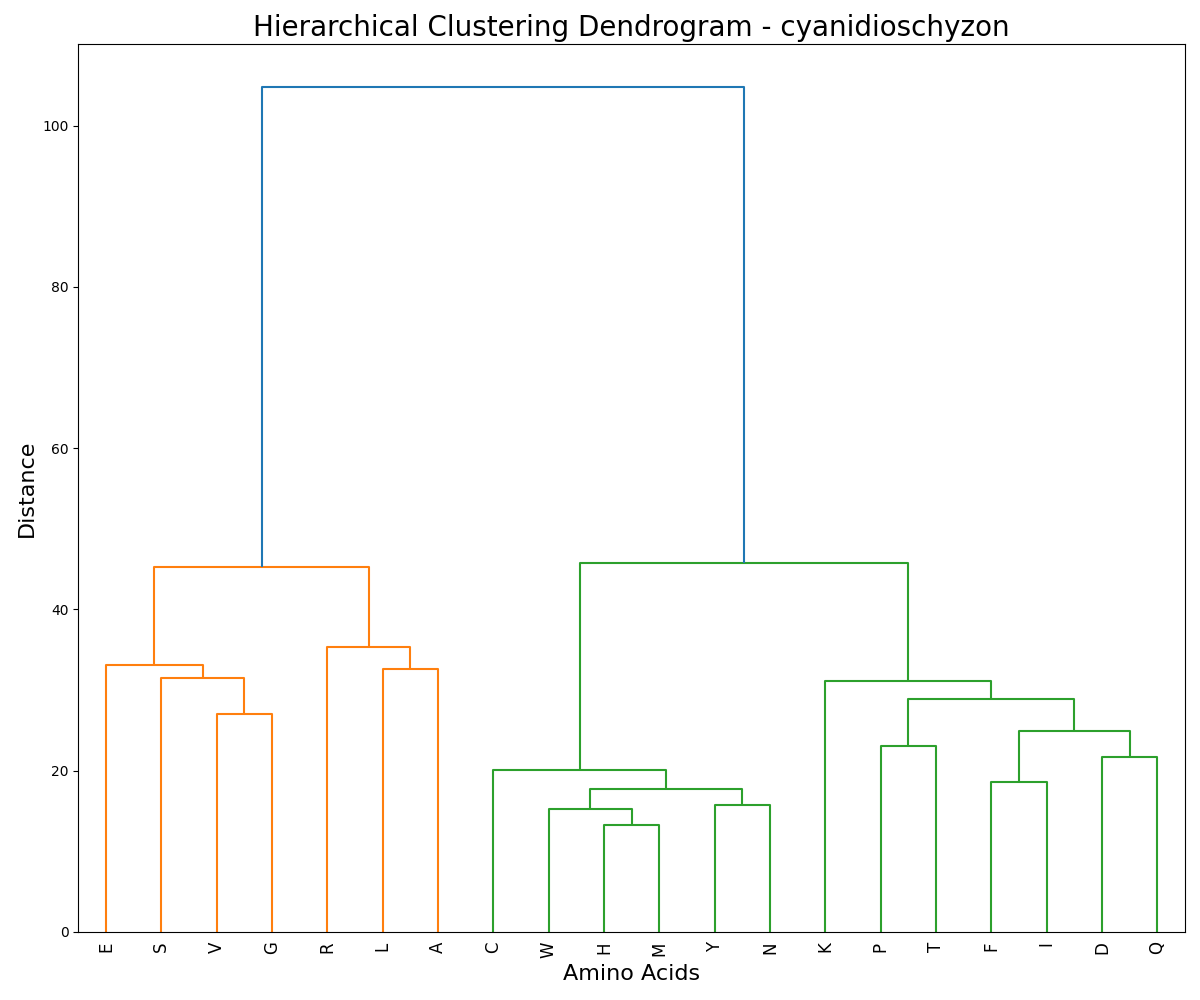 Hierarchical Clustering Dendrogram - cyanidioschyzon
100
80
60
40
20
0
Distance
E S V G R L A C W H M Y N K P T F I D Q
Amino Acids